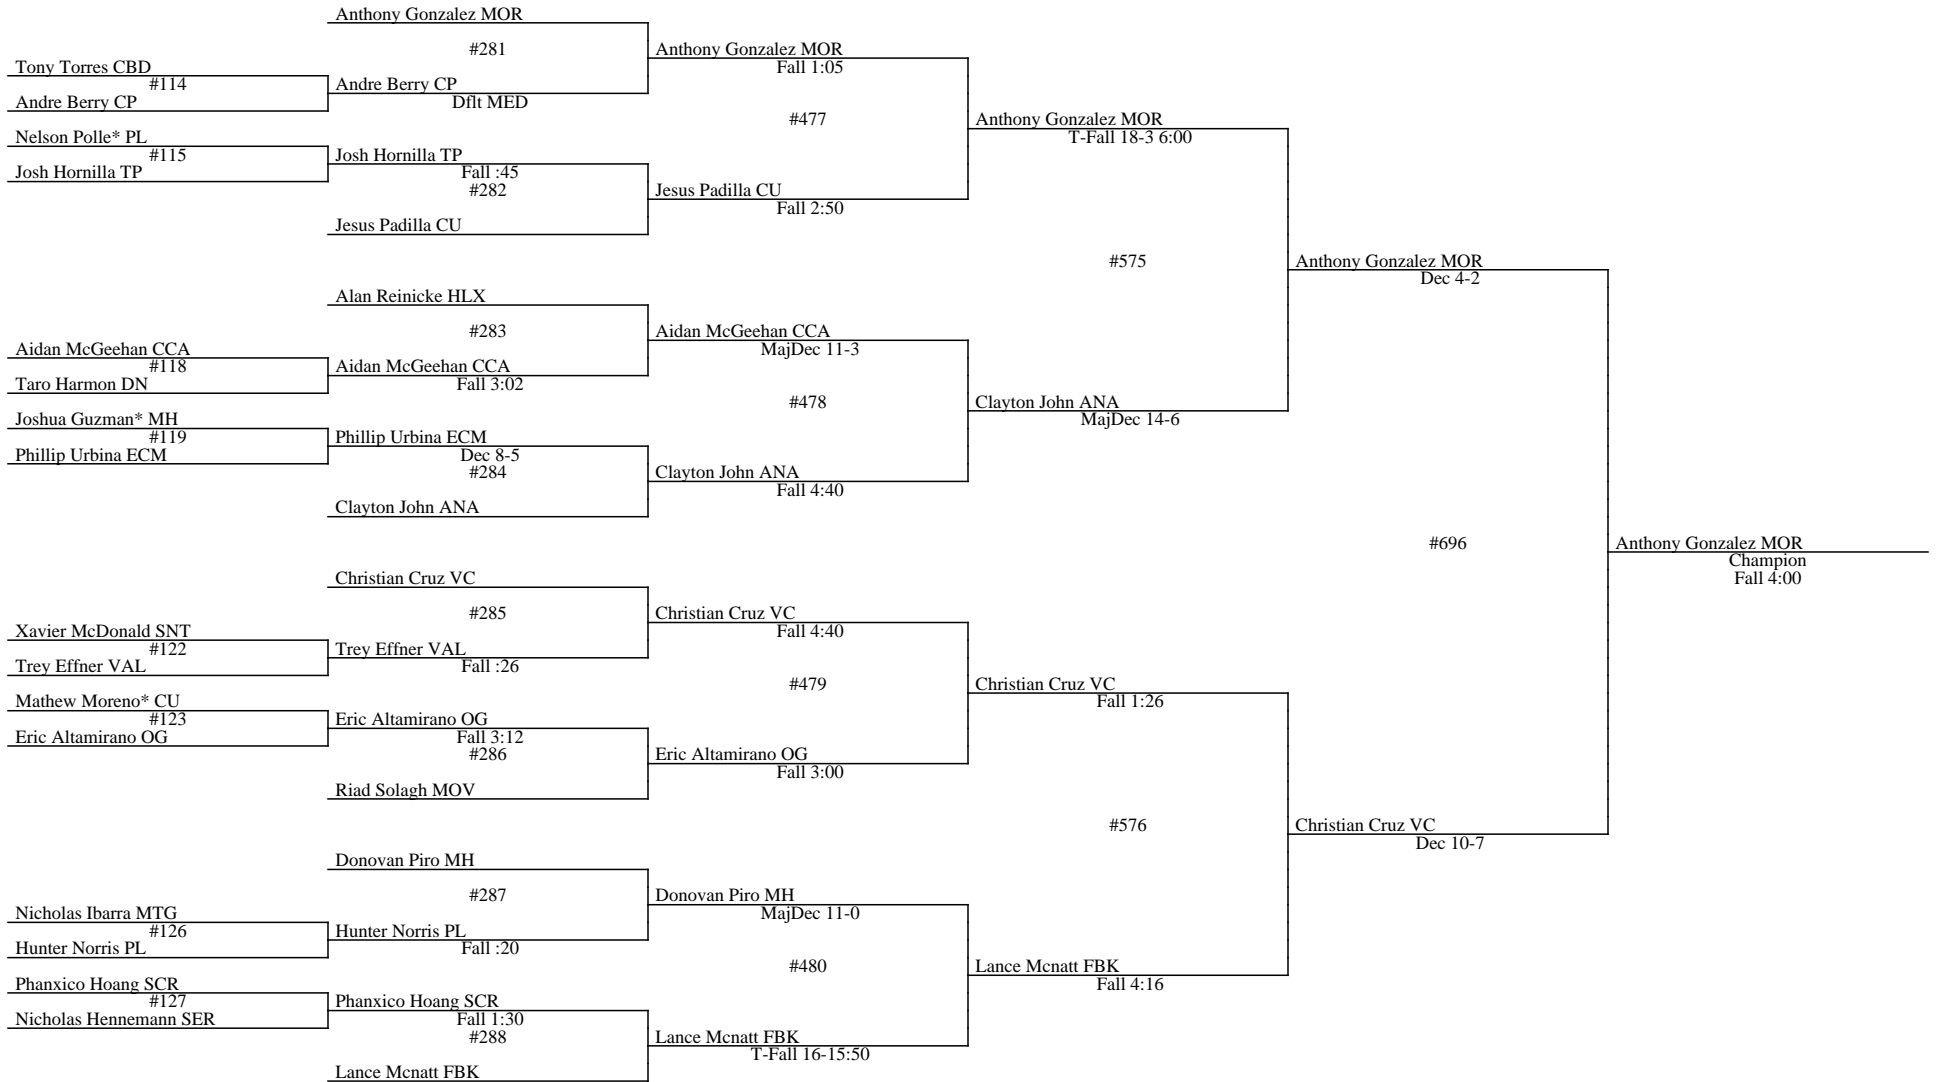 Anthony Gonzalez MOR
#281
Anthony Gonzalez MOR
Fall 1:05
Tony Torres CBD
#114
Andre Berry CP
Andre Berry CP
Dflt MED
#477
Anthony Gonzalez MOR
T-Fall 18-3 6:00
Nelson Polle* PL
#115
Josh Hornilla TP
Josh Hornilla TP
Fall :45
#282
Jesus Padilla CU
Fall 2:50
Jesus Padilla CU
#575
Anthony Gonzalez MOR
Dec 4-2
Alan Reinicke HLX
#283
Aidan McGeehan CCA
MajDec 11-3
Aidan McGeehan CCA
#118
Taro Harmon DN
Aidan McGeehan CCA
Fall 3:02
#478
Clayton John ANA
MajDec 14-6
Joshua Guzman* MH
#119
Phillip Urbina ECM
Phillip Urbina ECM
Dec 8-5
#284
Clayton John ANA
Fall 4:40
Clayton John ANA
#696
Anthony Gonzalez MOR
Champion
Fall 4:00
Christian Cruz VC
#285
Christian Cruz VC
Fall 4:40
Xavier McDonald SNT
#122
Trey Effner VAL
Trey Effner VAL
Fall :26
#479
Christian Cruz VC
Fall 1:26
Mathew Moreno* CU
#123
Eric Altamirano OG
Eric Altamirano OG
Fall 3:12
#286
Eric Altamirano OG
Fall 3:00
Riad Solagh MOV
#576
Christian Cruz VC
Dec 10-7
Donovan Piro MH
#287
Donovan Piro MH
MajDec 11-0
Nicholas Ibarra MTG
#126
Hunter Norris PL
Hunter Norris PL
Fall :20
#480
Lance Mcnatt FBK
Fall 4:16
Phanxico Hoang SCR
#127
Nicholas Hennemann SER
Phanxico Hoang SCR
Fall 1:30
#288
Lance Mcnatt FBK
T-Fall 16-15:50
Lance Mcnatt FBK